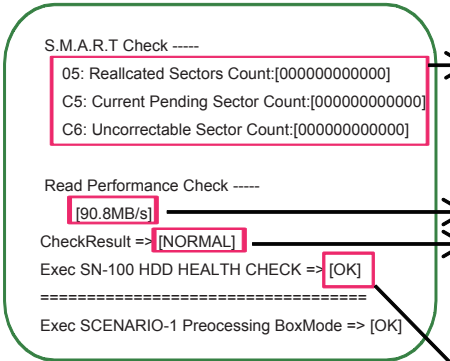 S.M.A.R.T Check -----
05: Reallcated Sectors Count:[000000000000]
C5: Current Pending Sector Count:[000000000000]
C6: Uncorrectable Sector Count:[000000000000]
Read Performance Check -----
[90.8MB/s]
CheckResult => [NORMAL]
Exec SN-100 HDD HEALTH CHECK => [OK]
===================================
Exec SCENARIO-1 Preocessing BoxMode => [OK]